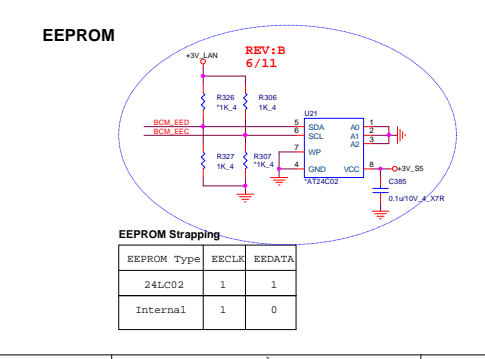 EEPROM
REV:B
6/11
+3V_LAN
R326
*1K_4
R306
1K_4
U21
BCM_EED
BCM_EEC
5
6
7
4
SDA
SCL
WP
GND
A0
A1
A2
VCC
1
2
3
8
+3V_S5
R327
1K_4
R307
*1K_4
*AT24C02
C385
0.1u/10V_4_X7R
EEPROM Strapping
EEPROM Type EECLK EEDATA
24LC02 1 1
Internal 1 0